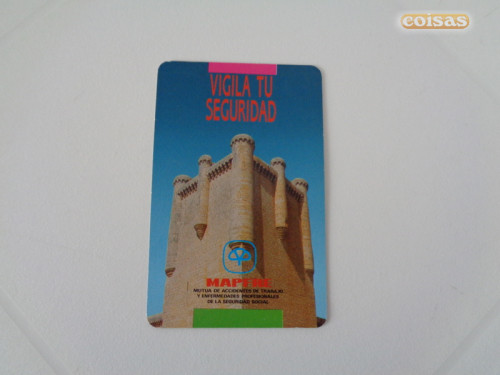 coisas
VIGILA TU
SEGURIDAD
MAPFRE
MUTUA DE ACCIDENTES DE TRABAJO
Y ENFERMEDADES PROFESIONALES
DE LA SEGURIDAD SOCIAL